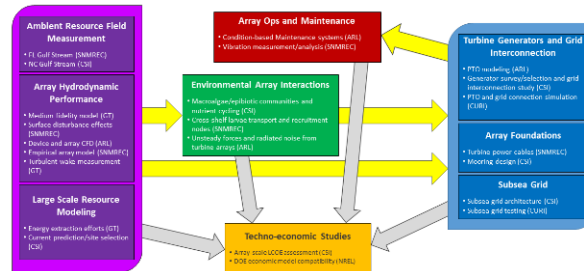 Ambient Resource Field
Measurement
• FL Gulf Stream (SNMREC)
• NC Gulf Stream (CSI)
Array Hydrodynamic
Performance
• Medium fidelity model (GT)
• Surface disturbance effects
(SNMREC)
• Device and array CFD (ARL)
• Empirical array model (SNMREC)
• Turbulent wake measurement
(GT)
Large Scale Resource
Modeling
• Energy extraction efforts (GT)
• Current prediction/site selection
(CSI)
Array Ops and Maintenance
• Condition-based Maintenance systems (ARL)
• Vibration measurement/analysis (SNMREC)
Environmental Array Interactions
• Macroalgae/epibiotic communities and
nutrient cycling (CSI)
• Cross shelf larvae transport and recruitment
nodes (SNMREC)
• Unsteady forces and radiated noise from
turbine arrays (ARL)
Techno-economic Studies
• Array scale LCOE assessment (CSI)
• DOE economic model compatibility (NREL)
Turbine Generators and Grid
Interconnection
• PTO modeling (ARL)
• Generator survey/selection and grid
interconnection study (CSI)
• PTO and grid connection simulation
(CURI)
Array Foundations
• Turbine power cables (SNMREC)
• Mooring design (CSI)
Subsea Grid
• Subsea grid architecture (CSI)
• Subsea grid testing (CURI)